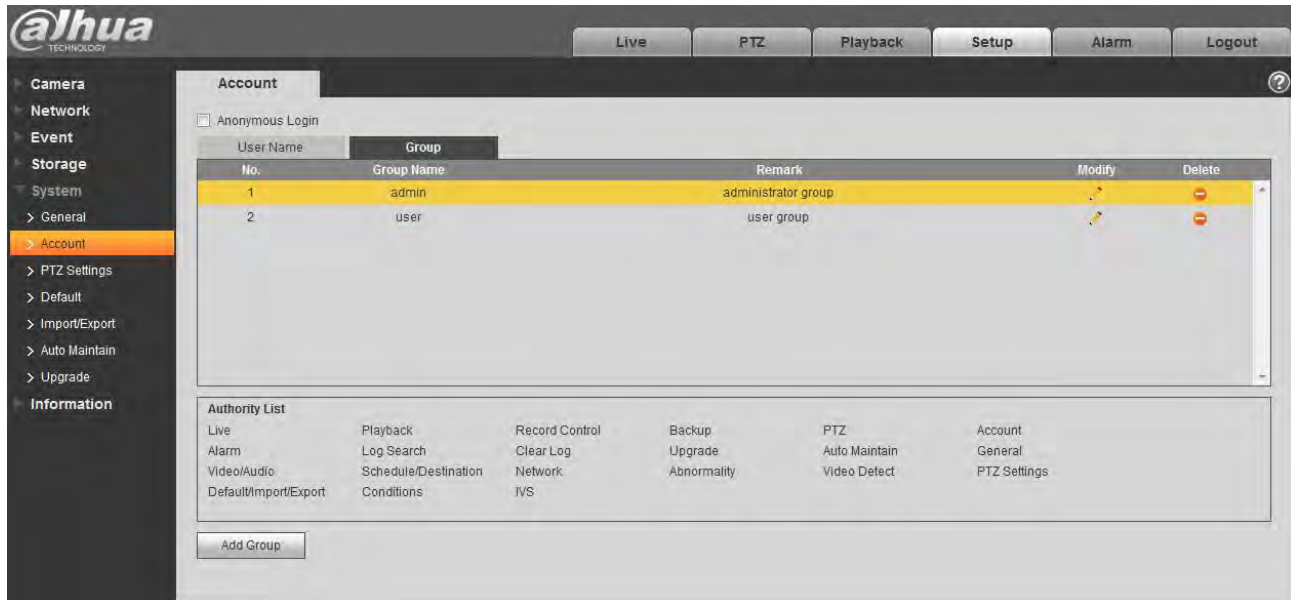 alhua
TECHNOLOGY
Live PTZ Playback Setup Alarm Logout
Camera
Network
Event
Storage
System
> General
> Account
> PTZ Settings
> Default
> Import/Export
> Auto Maintain
> Upgrade
Information
Account ?
Anonymous Login
User Name Group
No. Group Name Remark Modify Delete
1 admin administrator group
2 user user group
Authority List
Live Playback Record Control Backup PTZ Account
Alarm Log Search Clear Log Upgrade Auto Maintain General
Video/Audio Schedule/Destination Network Abnormality Video Detect PTZ Settings
Default/Import/Export Conditions IVS
Add Group